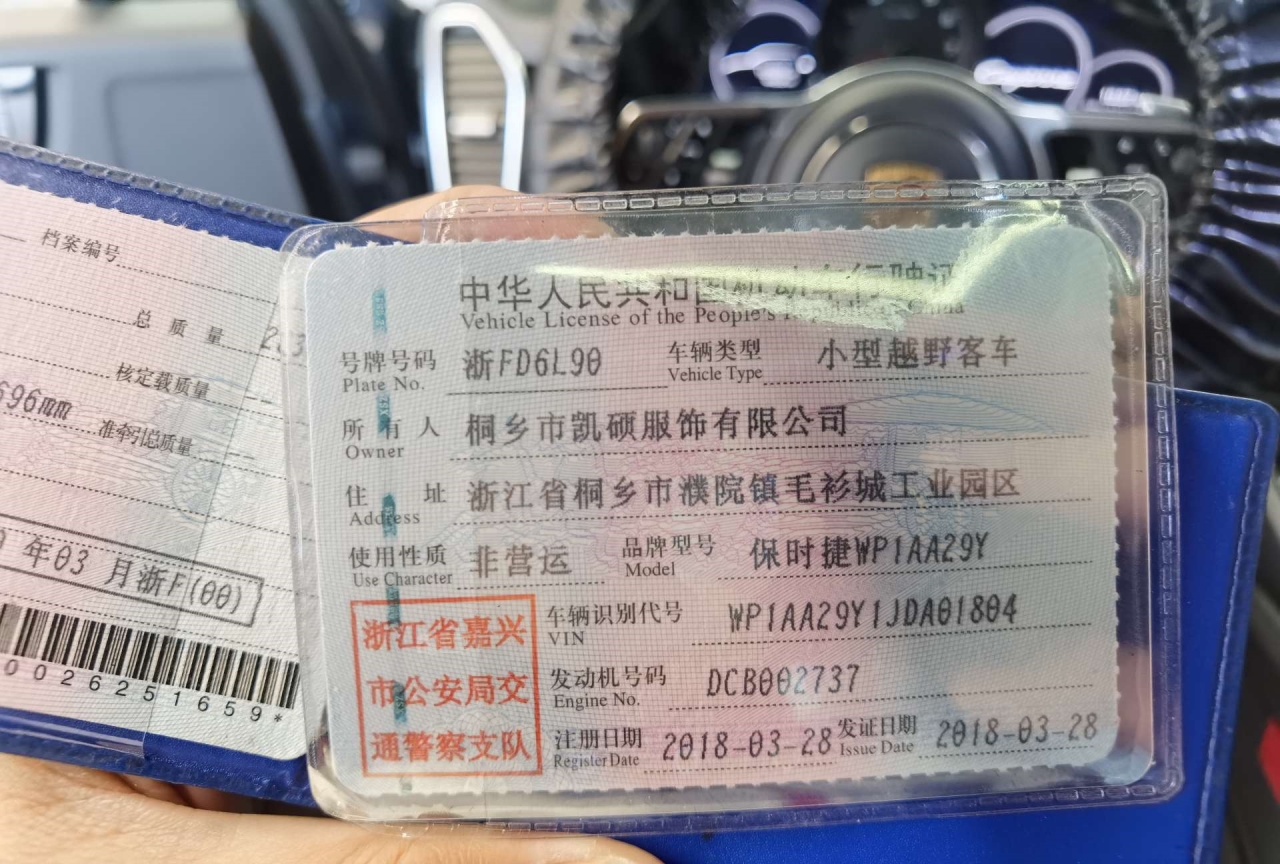 档案编号
总质量
核定载质量
696mm
准牵引总质量
年03月浙F(00)
002625165 9*
中华人民共和国机动车行驶证
Vehicle License of the People's Republic of China
号牌号码 浙FD6L90 车辆类型 小型越野客车
Plate No. Vehicle Type
所有人 桐乡市凯硕服饰有限公司
Owner
住址 浙江省桐乡市濮院镇毛衫城工业园区
Address
使用性质 非营运 品牌型号 保时捷WP1AA29Y
Use Character Model
浙江省嘉兴
市公安局交
通警察支队
车辆识别代号 WP1AA29Y1JDA01804
VIN
发动机号码 DCB002737
Engine No.
注册日期 2018-03-28 发证日期 2018-03-28
Register Date Issue Date